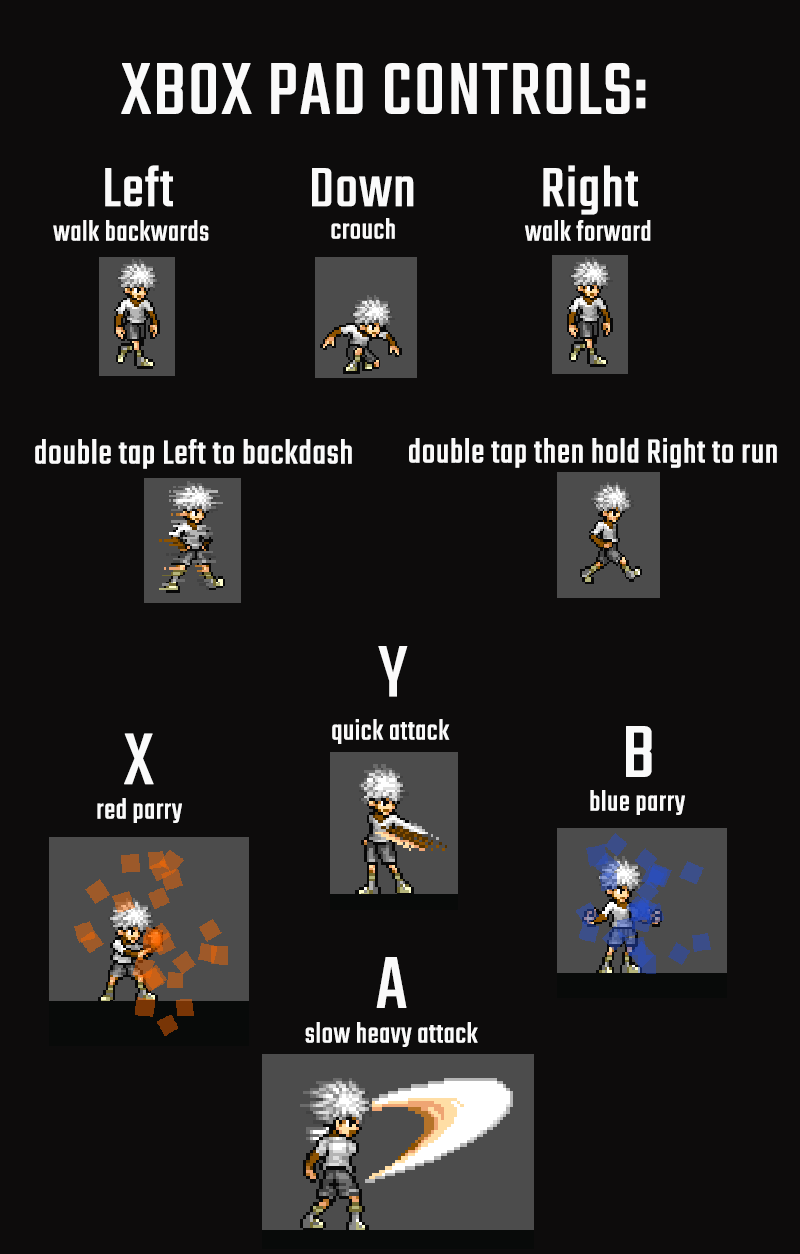 XBOX PAD CONTROLS:
Left
walk backwards
Down
crouch
Right
walk forward
double tap Left to backdash
double tap then hold Right to run
Y
quick attack
X
red parry
B
blue parry
A
slow heavy attack